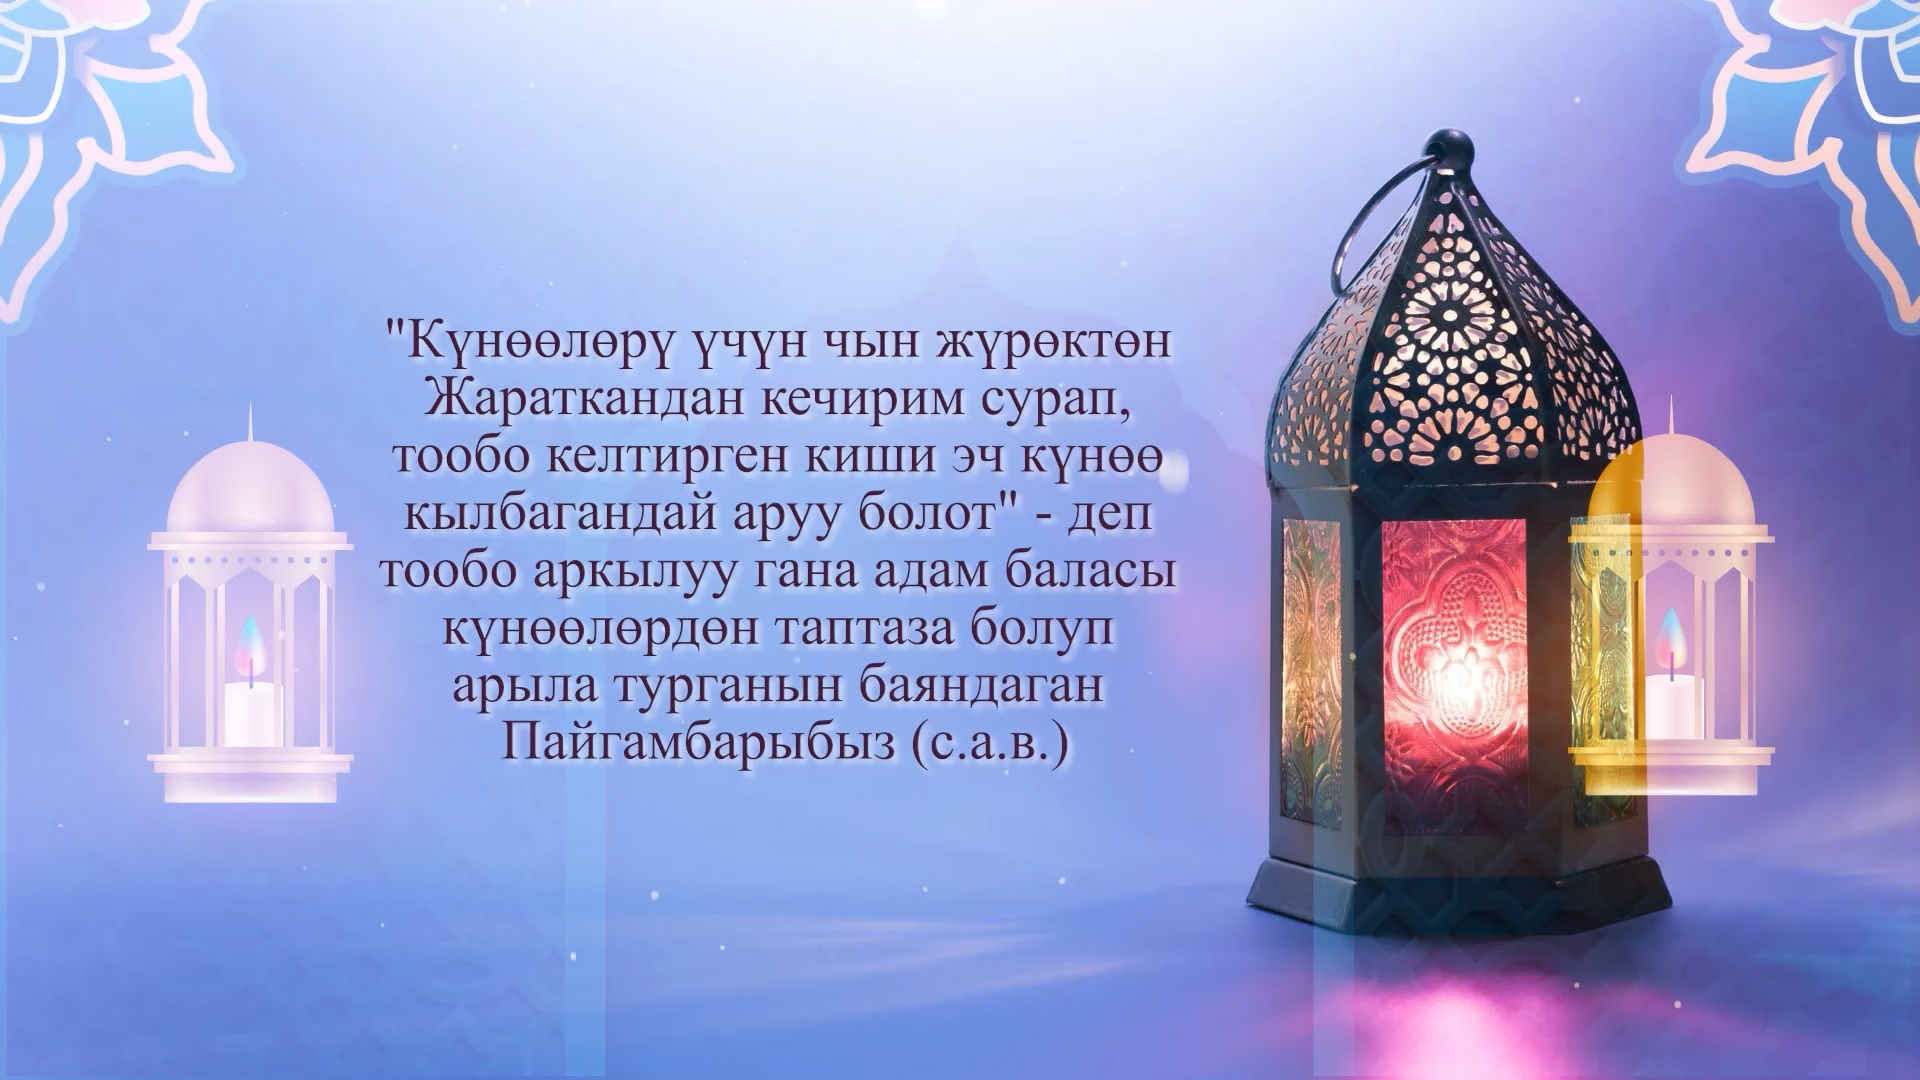 "Күнөөлөрү үчүн чын жүрөктөн
Жараткандан кечирим сурап,
тообо келтирген киши эч күнөө
кылбагандай аруу болот" - деп
тообо аркылуу гана адам баласы
күнөөлөрдөн таптаза болуп
арыла турганын баяндаган
Пайгамбарыбыз (с.а.в.)